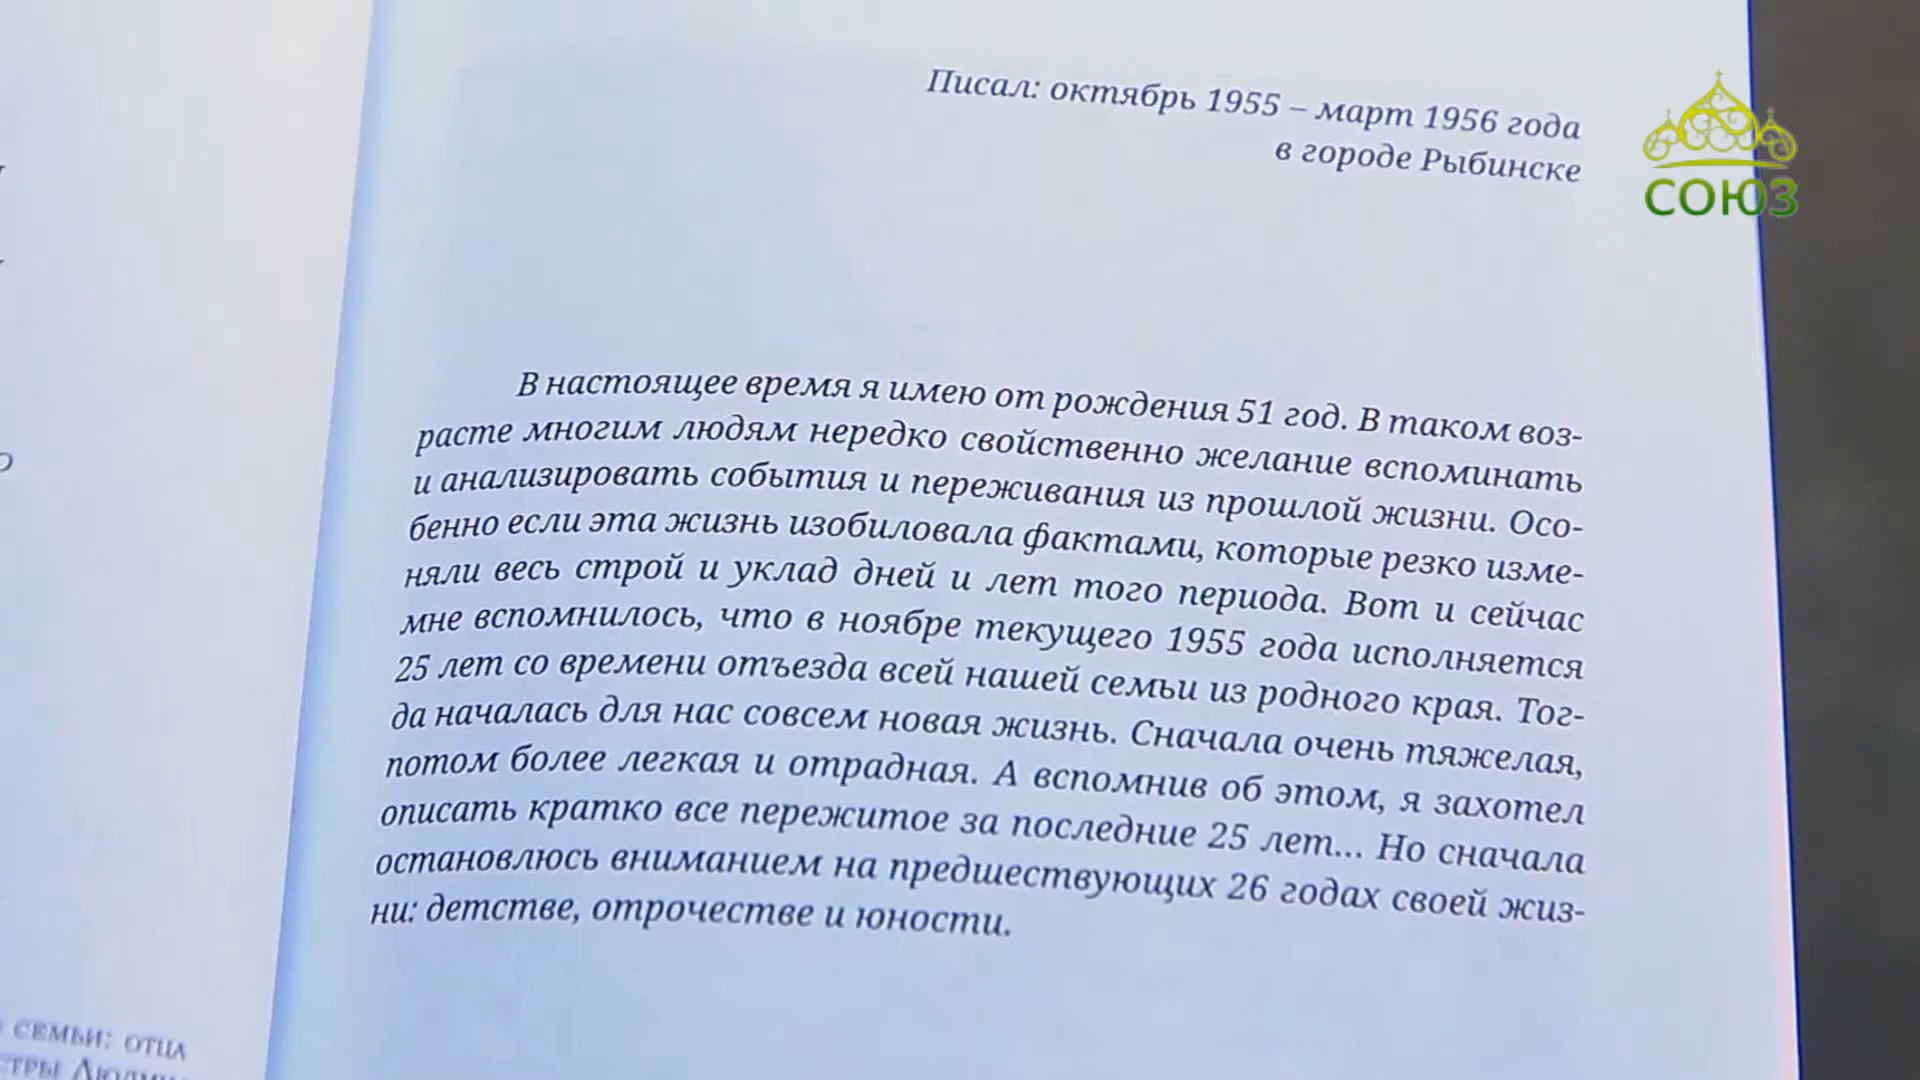 Писал: октябрь 1955 – март 1956 года
в городе Рыбинске
СОЮЗ
В настоящее время я имею от рождения 51 год. В таком воз-
расте многим людям нередко свойственно желание вспоминать
и анализировать события и переживания из прошлой жизни. Осо-
бенно если эта жизнь изобиловала фактами, которые резко изме-
няли весь строй и уклад дней и лет того периода. Вот и сейчас
мне вспомнилось, что в ноябре текущего 1955 года исполняется
25 лет со времени отъезда всей нашей семьи из родного края. Тог-
да началась для нас совсем новая жизнь. Сначала очень тяжелая,
потом более легкая и отрадная. А вспомнив об этом, я захотел
описать кратко все пережитое за последние 25 лет... Но сначала
остановлюсь вниманием на предшествующих 26 годах своей жиз-
ни: детстве, отрочестве и юности.
семьи: отца